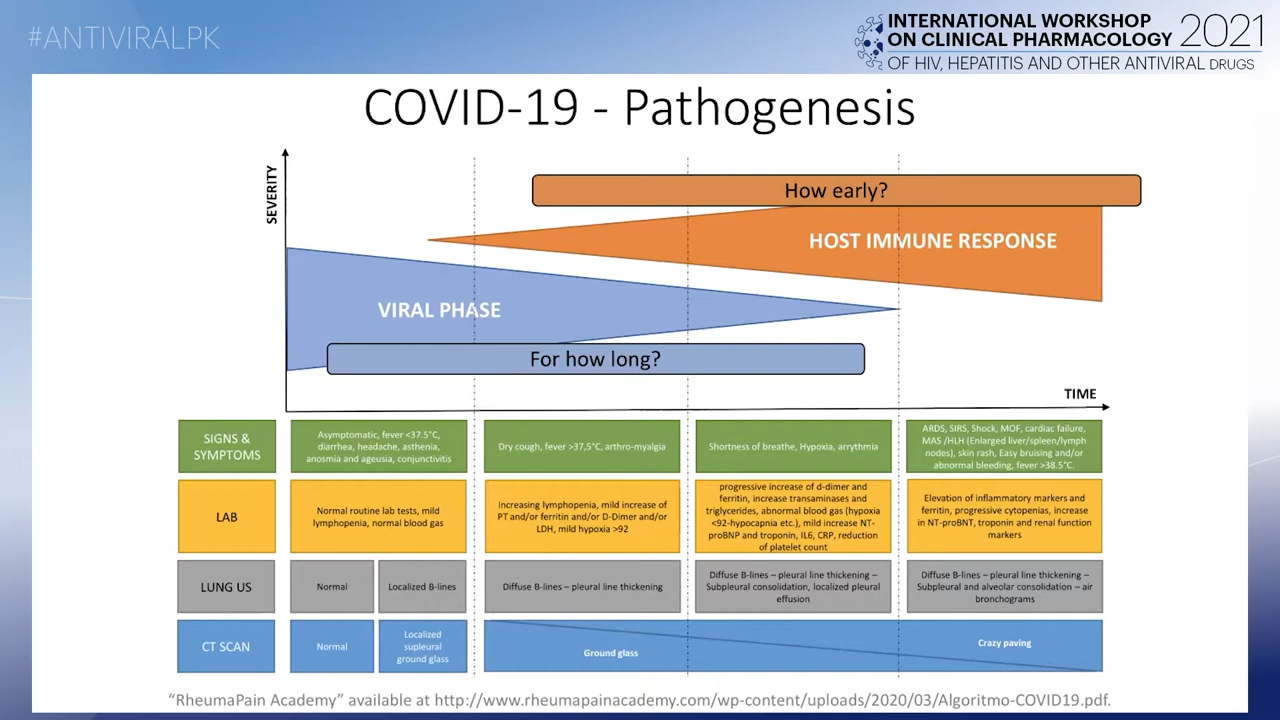 #ANTIVIRALPK
INTERNATIONAL WORKSHOP
ON CLINICAL PHARMACOLOGY 2021
OF HIV, HEPATITIS AND OTHER ANTIVIRAL DRUGS
COVID-19 - Pathogenesis
SEVERITY
How early?
HOST IMMUNE RESPONSE
VIRAL PHASE
For how long?
TIME
SIGNS &
SYMPTOMS
Asymptomatic, fever <37.5°C,
diarrhea, headache, asthenia,
anosmia and ageusia, conjunctivitis
Dry cough, fever >37,5°C, arthro-myalgia
Shortness of breathe, Hypoxia, arrythmia
ARDS, SIRS, Shock, MOF, cardiac failure,
MAS /HLH (Enlarged liver/spleen/lymph
nodes), skin rash, Easy bruising and/or
abnormal bleeding, fever >38.5°C.
LAB
Normal routine lab tests, mild
lymphopenia, normal blood gas
Increasing lymphopenia, mild increase of
PT and/or ferritin and/or D-Dimer and/or
LDH, mild hypoxia >92
progressive increase of d-dimer and
ferritin, increase transaminases and
triglycerides, abnormal blood gas (hypoxia
<92-hypocapnia etc.), mild increase NT-
proBNP and troponin, IL6, CRP, reduction
of platelet count
Elevation of inflammatory markers and
ferritin, progressive cytopenias, increase
in NT-proBNT, troponin and renal function
markers
LUNG US
Normal
Localized B-lines
Diffuse B-lines – pleural line thickening
Diffuse B-lines – pleural line thickening –
Subpleural consolidation, localized pleural
effusion
Diffuse B-lines – pleural line thickening –
Subpleural and alveolar consolidation – air
bronchograms
CT SCAN
Normal
Localized
supleural
ground glass
Ground glass
Crazy paving
“RheumaPain Academy” available at http://www.rheumapainacademy.com/wp-content/uploads/2020/03/Algoritmo-COVID19.pdf.